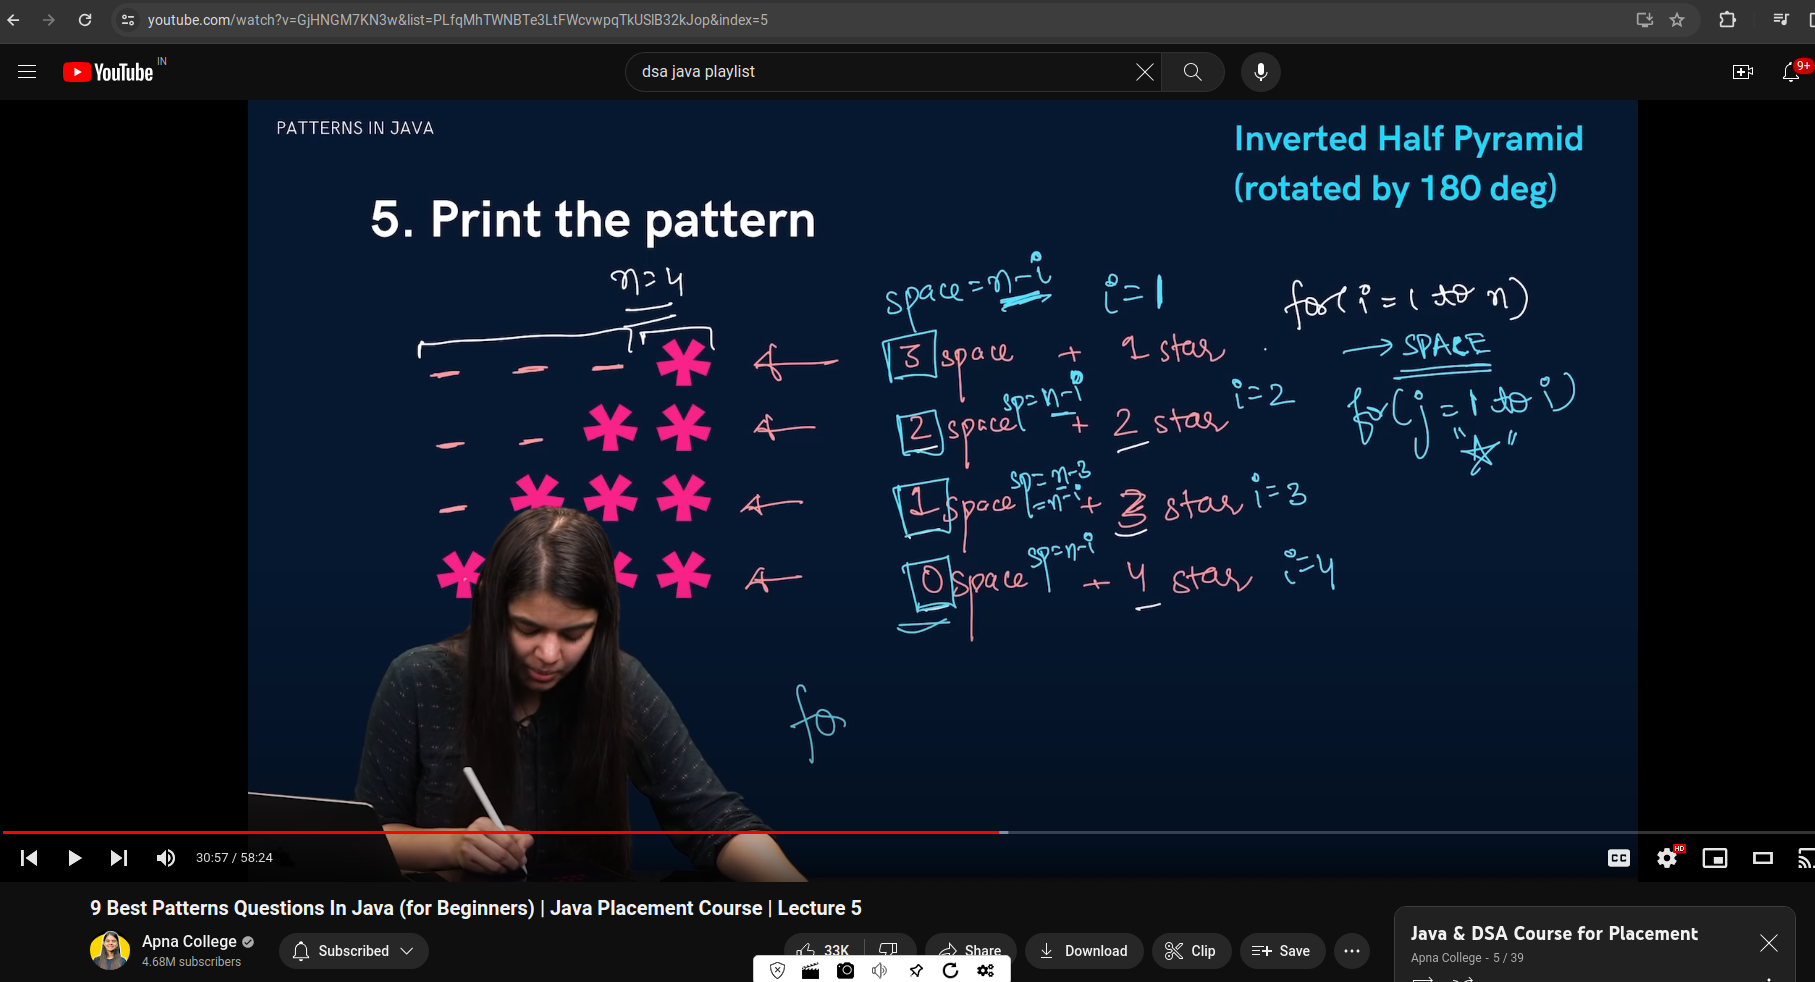 youtube.com/watch?v=GjHNGM7KN3w&list=PLfqMhTWNBTe3LtFWcvwpqTkUSlB32kJop&index=5
YouTube IN
dsa java playlist
9+
PATTERNS IN JAVA
Inverted Half Pyramid
(rotated by 180 deg)
5. Print the pattern
n=4
space=n-i i=1
for(i=1 to n)
3 space + 1 star
→ SPACE
sp=n-i
i=2
for(j=1 to i)
2 space + 2 star
"☆"
sp=n-3
=n-i
1 space + 3 star i=3
sp=n-i
0 space + 4 star i=4
fo
30:57 / 58:24
CC
HD
9 Best Patterns Questions In Java (for Beginners) | Java Placement Course | Lecture 5
Apna College
4.68M subscribers
Subscribed
33K
Share
Download
Clip
Save
Java & DSA Course for Placement
Apna College - 5 / 39